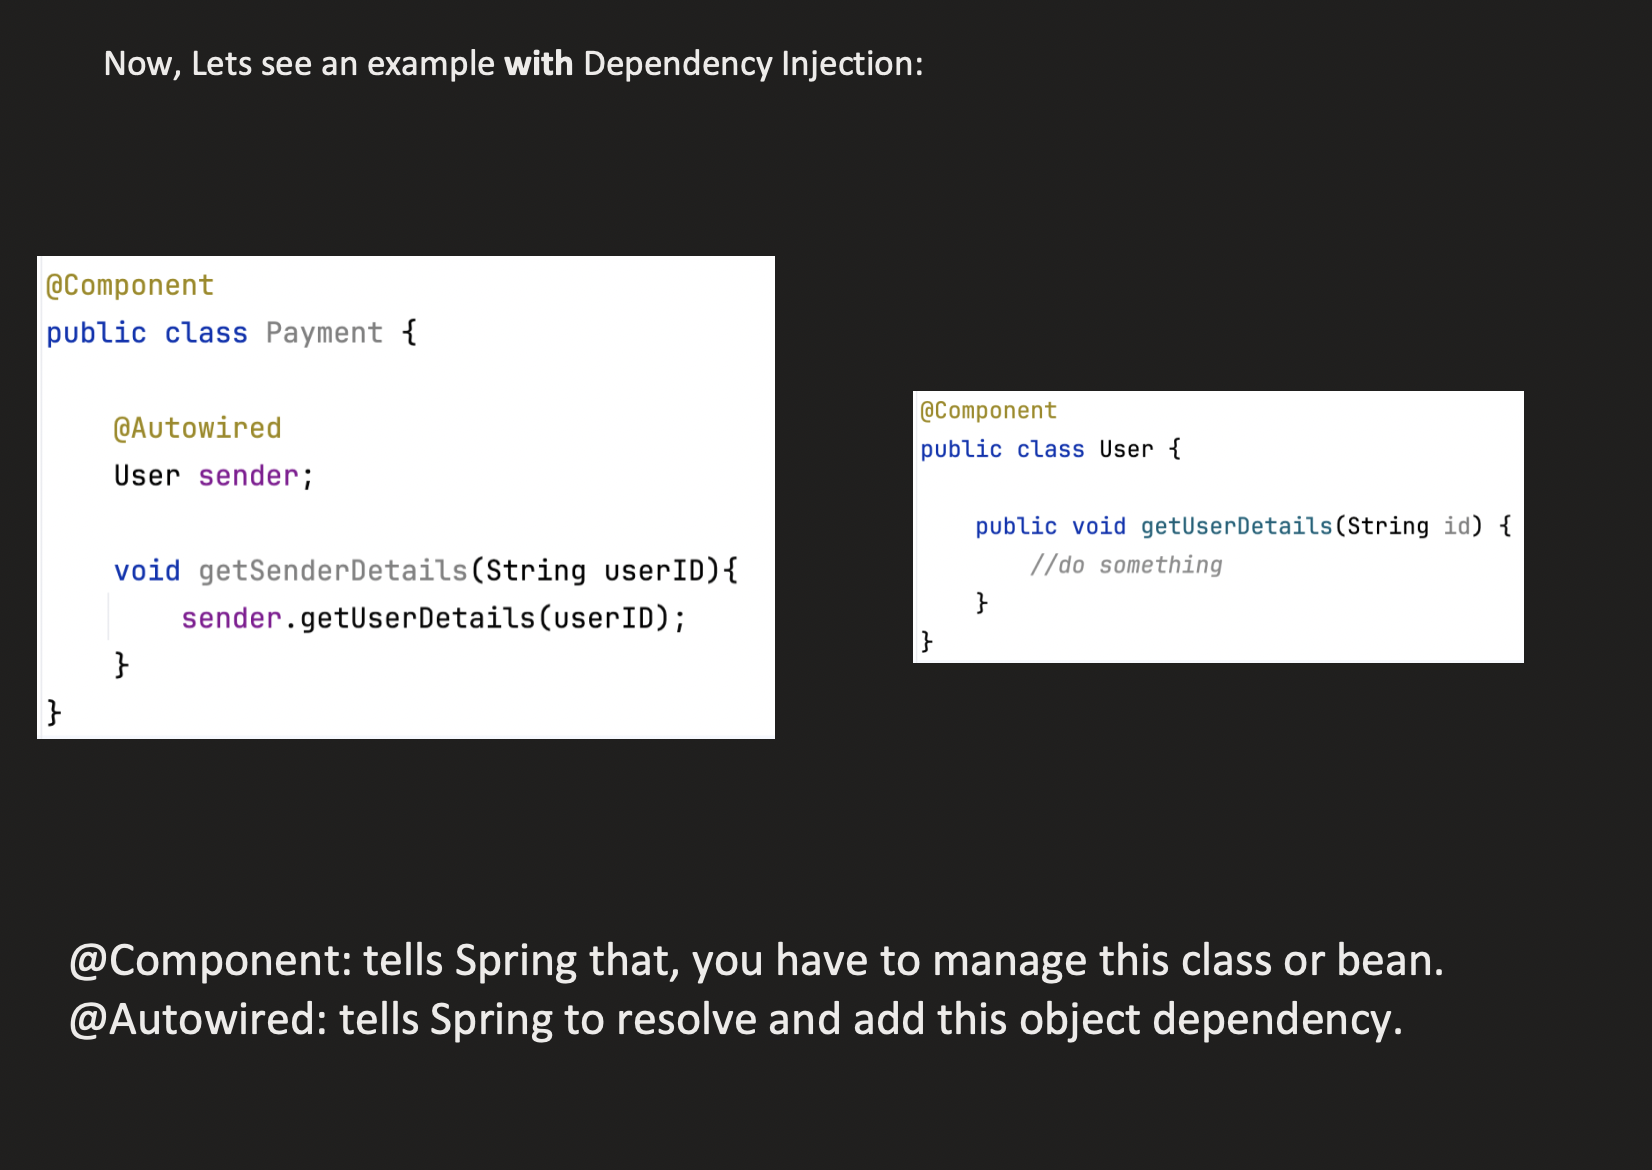 Now, Lets see an example with Dependency Injection:
@Component
public class Payment {
@Autowired
User sender;
void getSenderDetails(String userID){
sender.getUserDetails(userID);
}
}
@Component
public class User {
public void getUserDetails(String id) {
//do something
}
}
@Component: tells Spring that, you have to manage this class or bean.
@Autowired: tells Spring to resolve and add this object dependency.